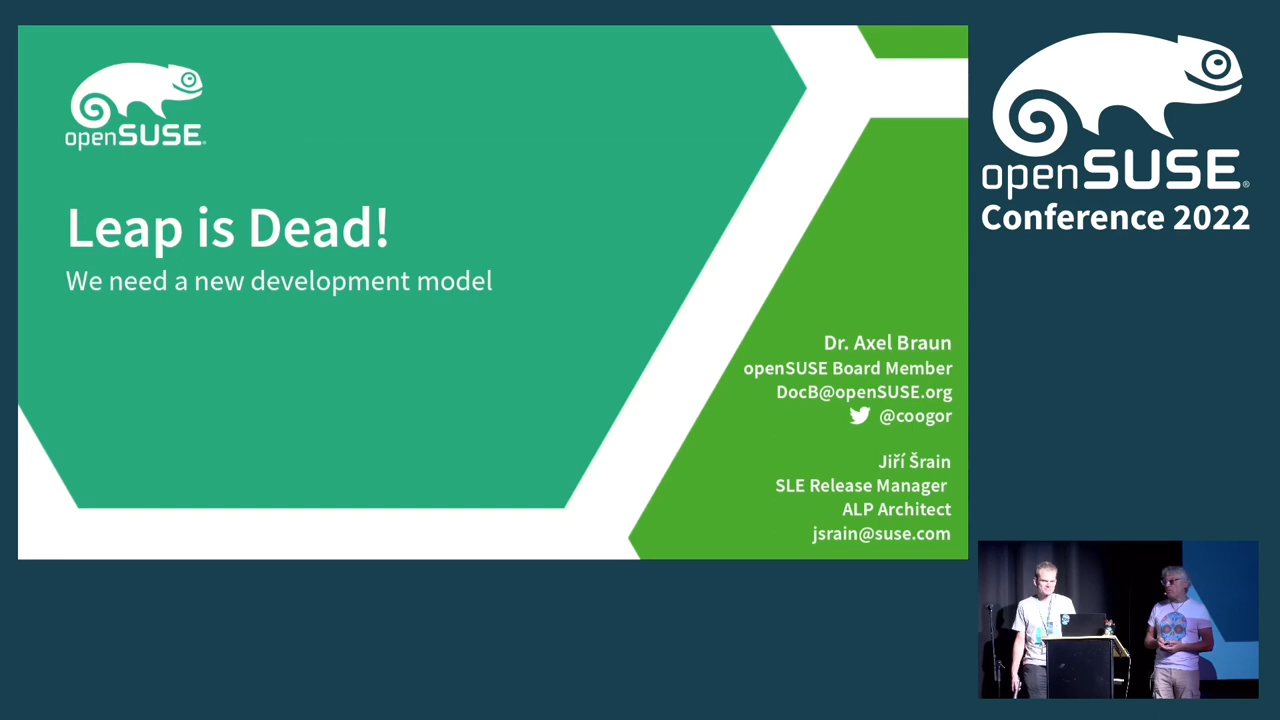 openSUSE
Leap is Dead!
We need a new development model
Dr. Axel Braun
openSUSE Board Member
DocB@openSUSE.org
@coogor
Jiří Šrain
SLE Release Manager
ALP Architect
jsrain@suse.com
openSUSE
Conference 2022